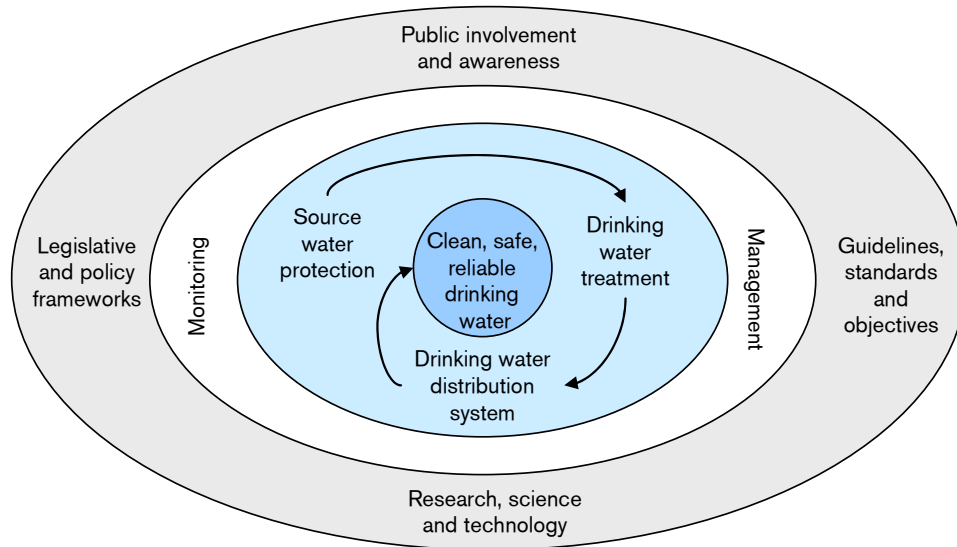 Public involvement
and awareness
Legislative
and policy
frameworks
Monitoring
Source
water
protection
Clean, safe,
reliable
drinking
water
Drinking
water
treatment
Drinking water
distribution
system
Management
Guidelines,
standards
and
objectives
Research, science
and technology